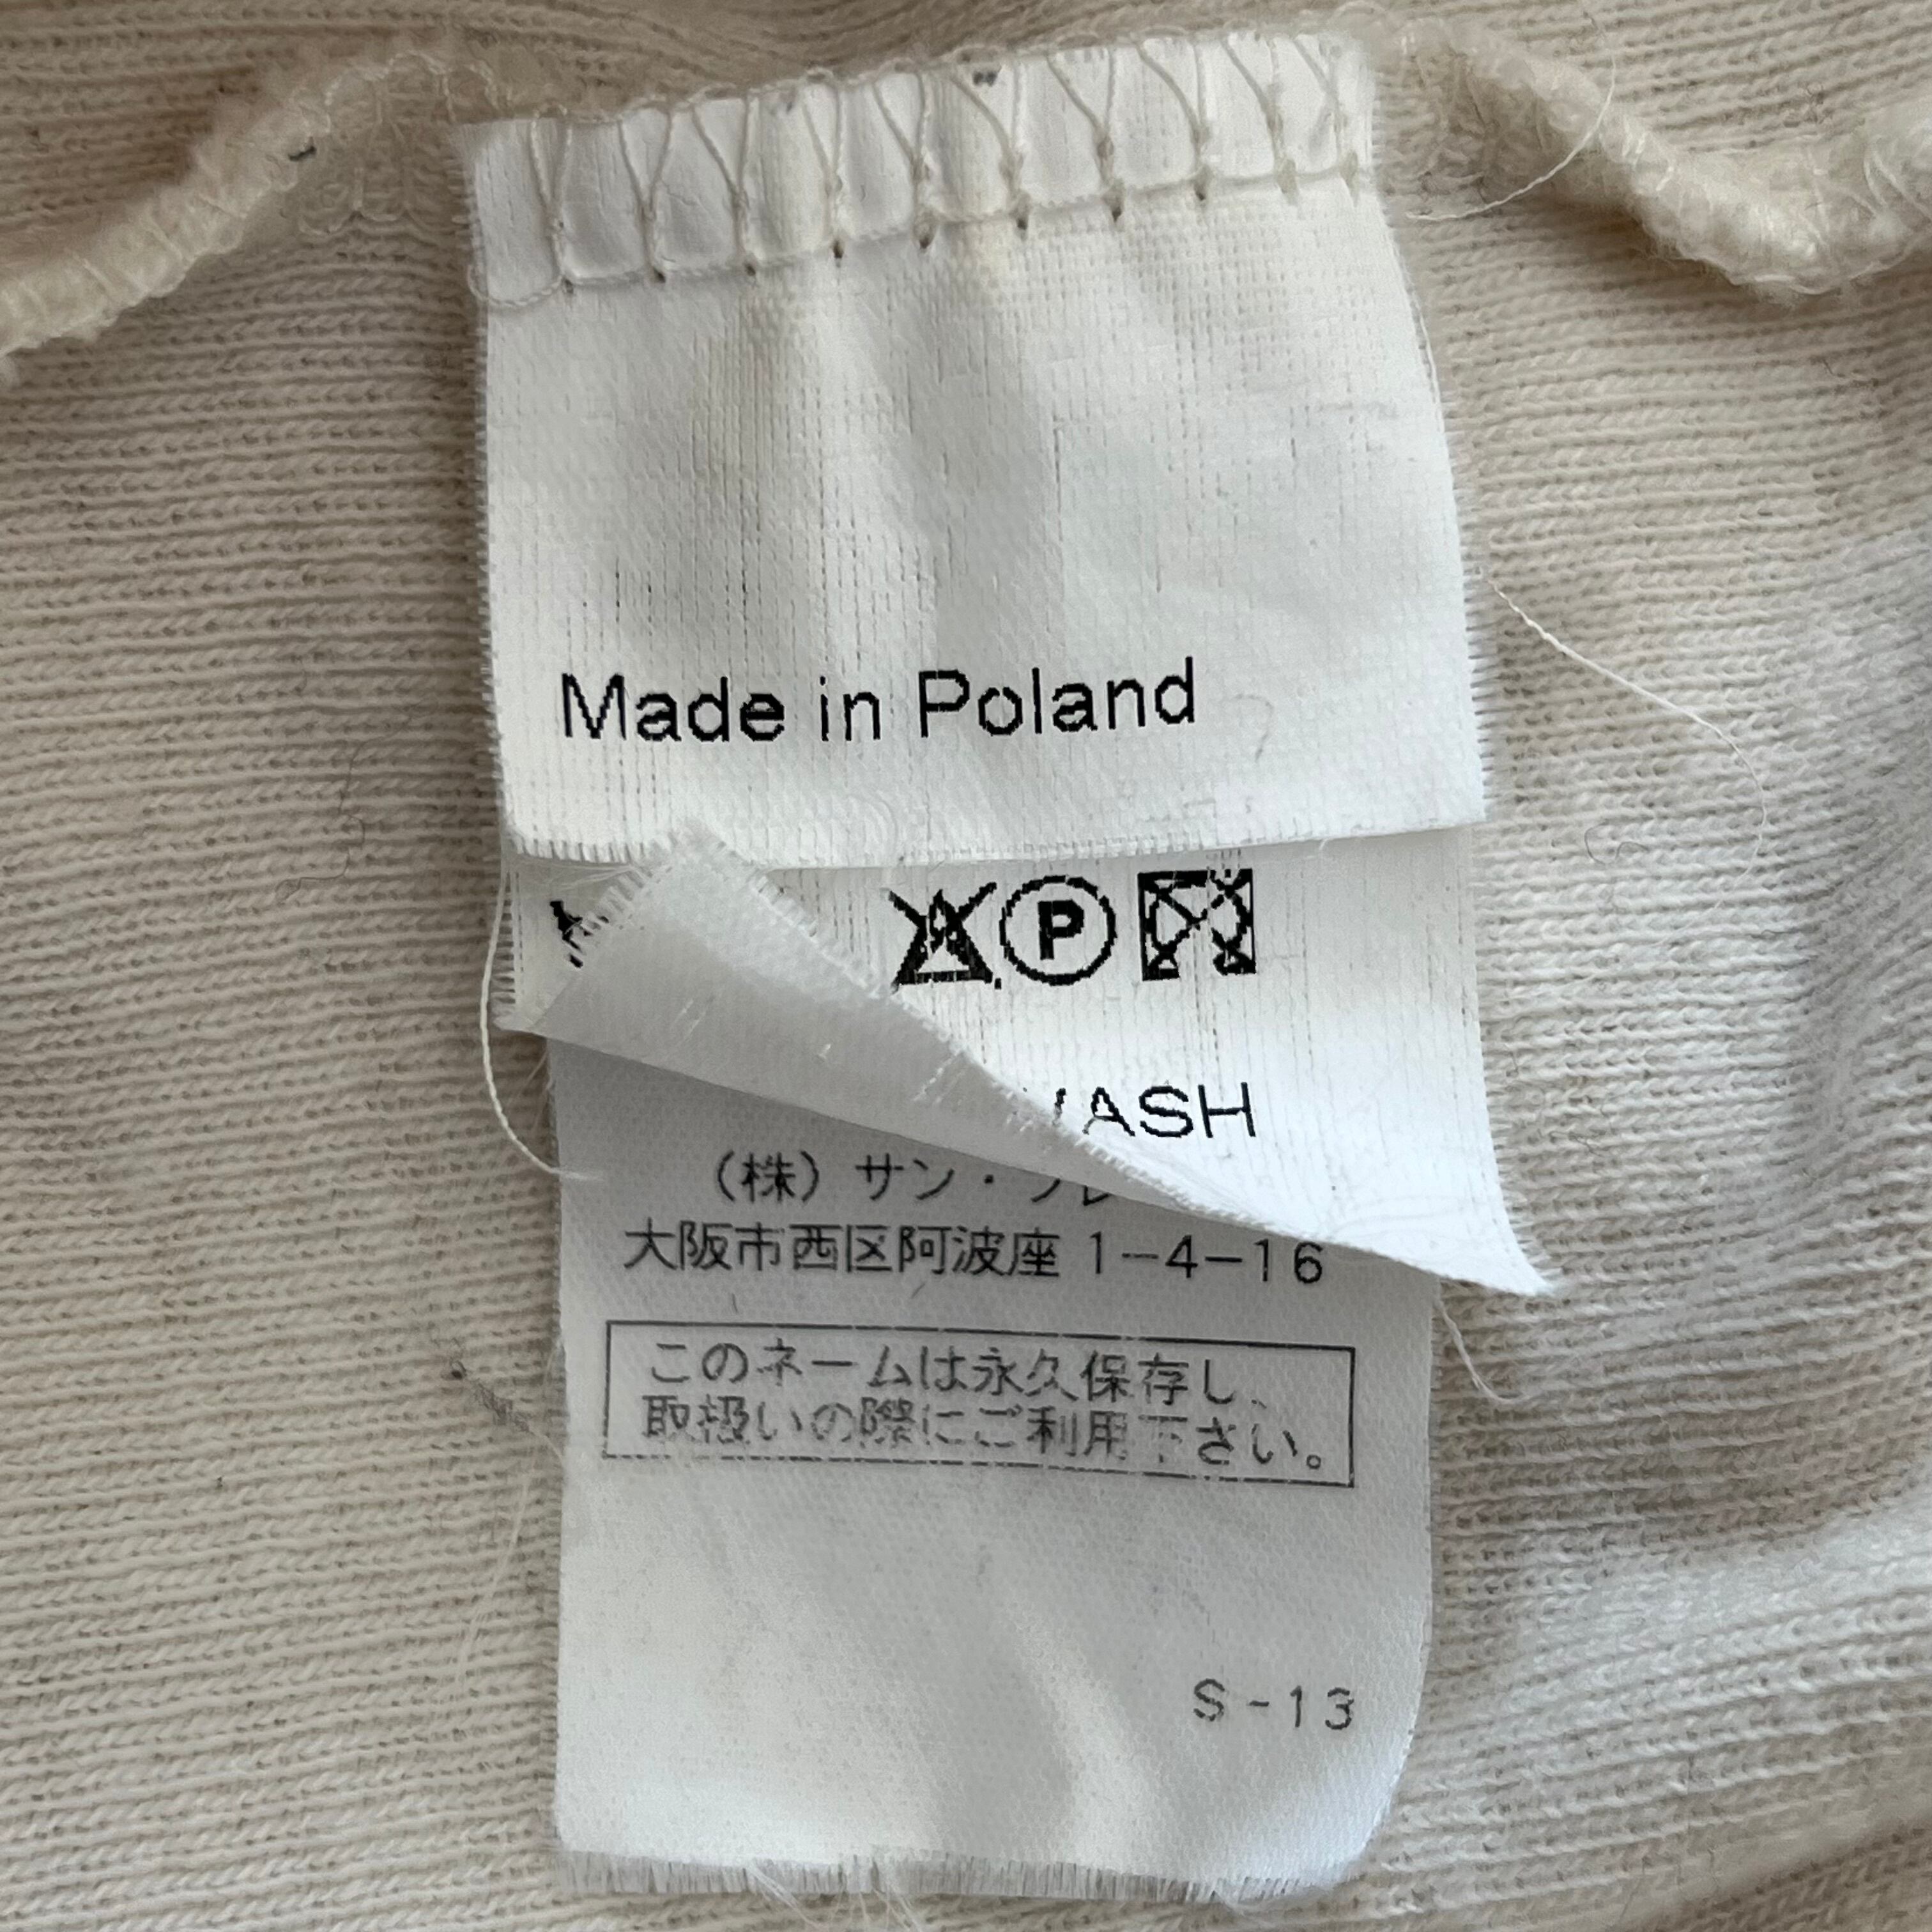 Made in Poland
P
(株) サン・フレ
大阪市西区阿波座 1-4-16
このネームは永久保存し、
取扱いの際にご利用下さい。
S-13